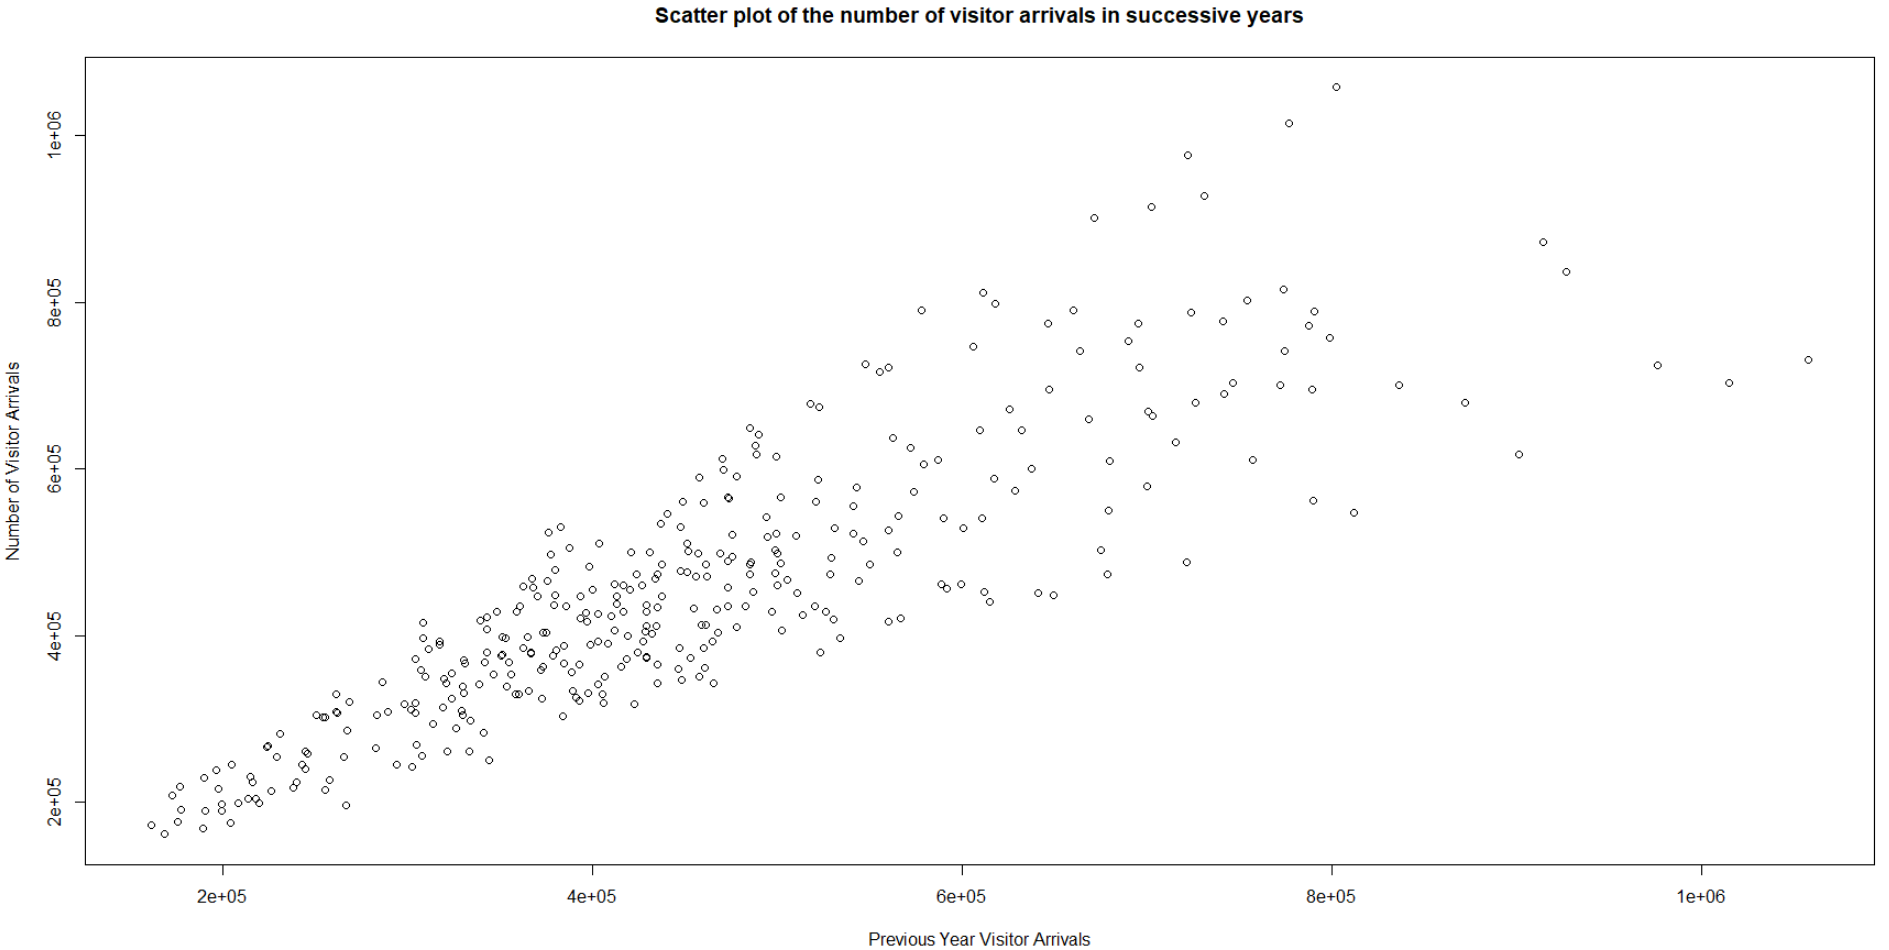 Scatter plot of the number of visitor arrivals in successive years
Number of Visitor Arrivals
1e+06
8e+05
6e+05
4e+05
2e+05
2e+05 4e+05 6e+05 8e+05 1e+06
Previous Year Visitor Arrivals